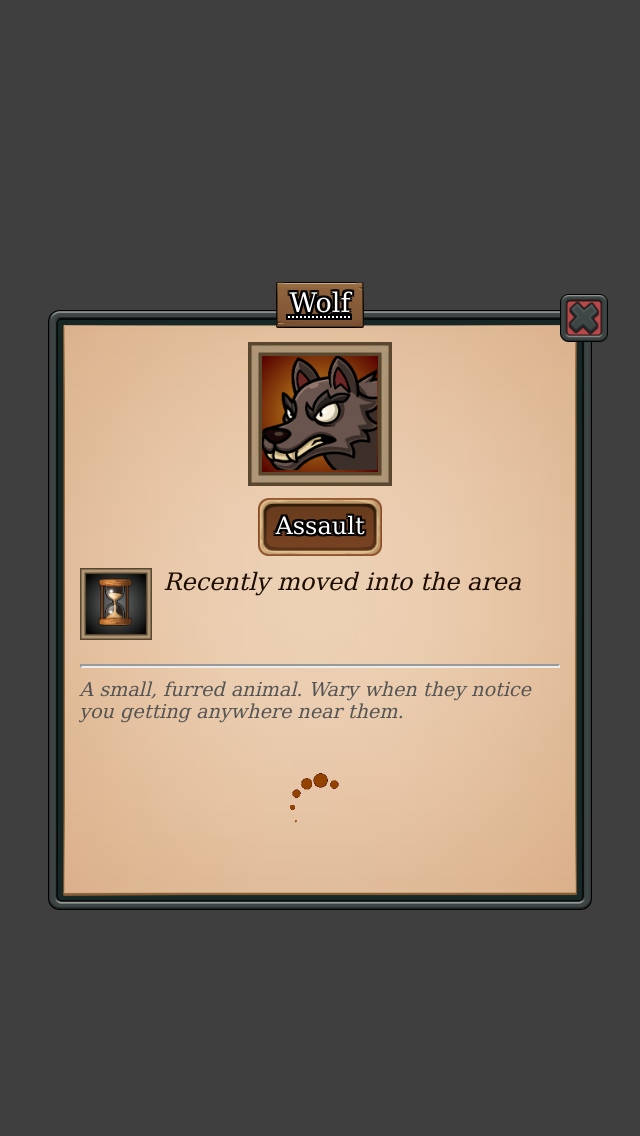 Wolf
Assault
Recently moved into the area
A small, furred animal. Wary when they notice
you getting anywhere near them.